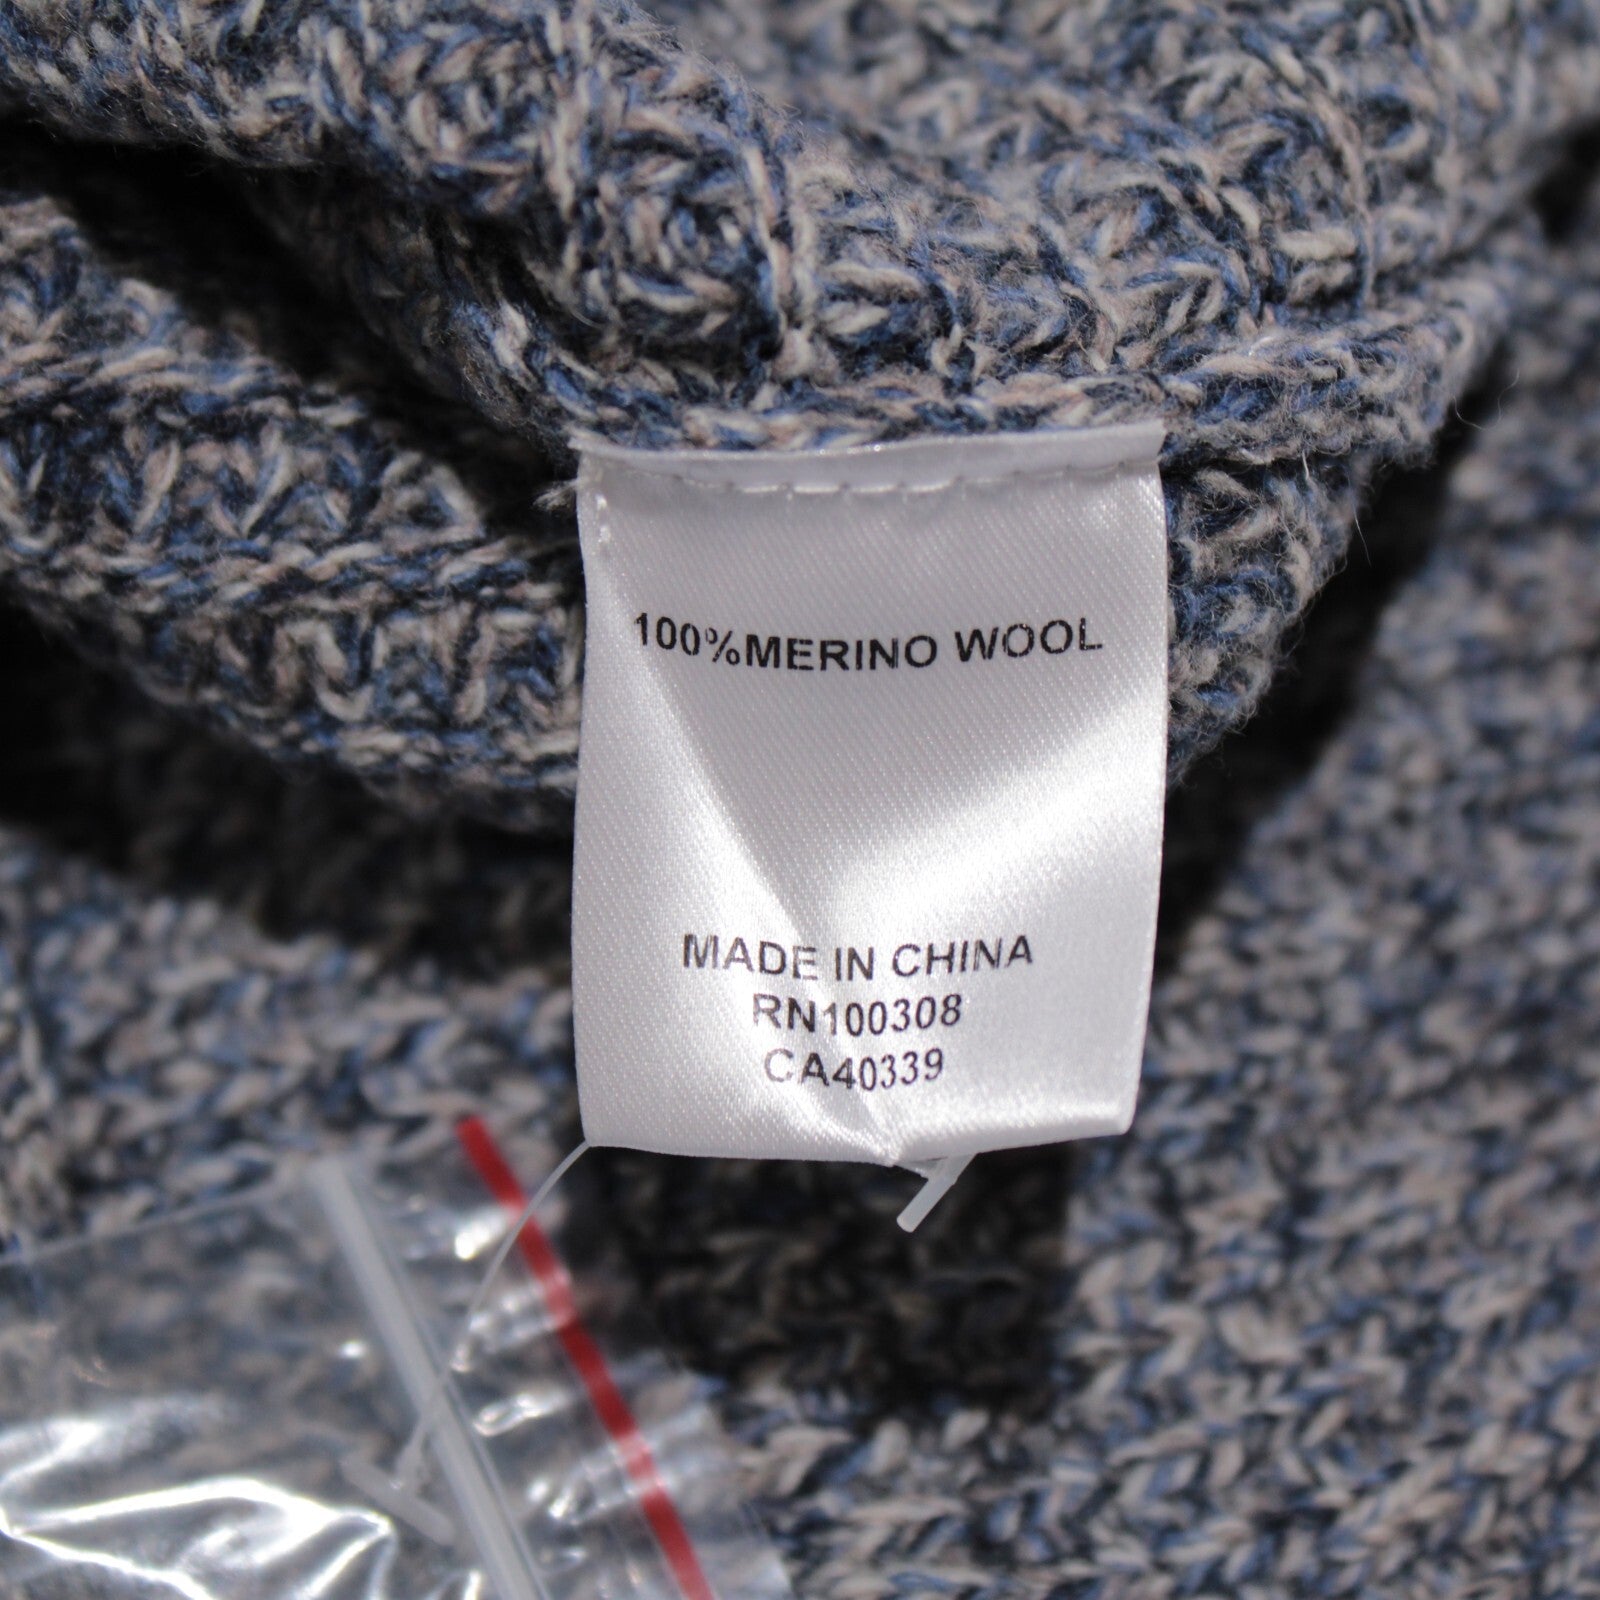 100%MERINO WOOL
MADE IN CHINA
RN100308
CA40339